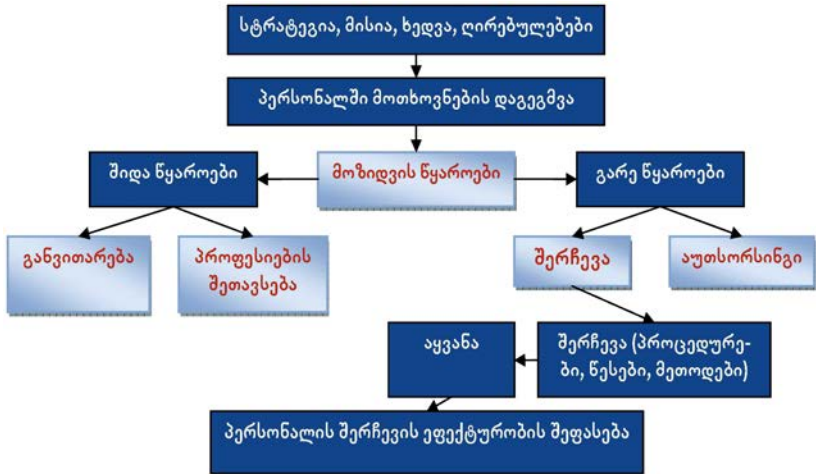 სტრატეგია, მისია, ხედვა, ღირებულებები
პერსონალში მოთხოვნების დაგეგმვა
შიდა წყაროები
მოზიდვის წყაროები
გარე წყაროები
განვითარება
პროფესიების
შეთავსება
შერჩევა
აუთსორსინგი
აყვანა
შერჩევა (პროცედურე-
ბი, წესები, მეთოდები)
პერსონალის შერჩევის ეფექტურობის შეფასება